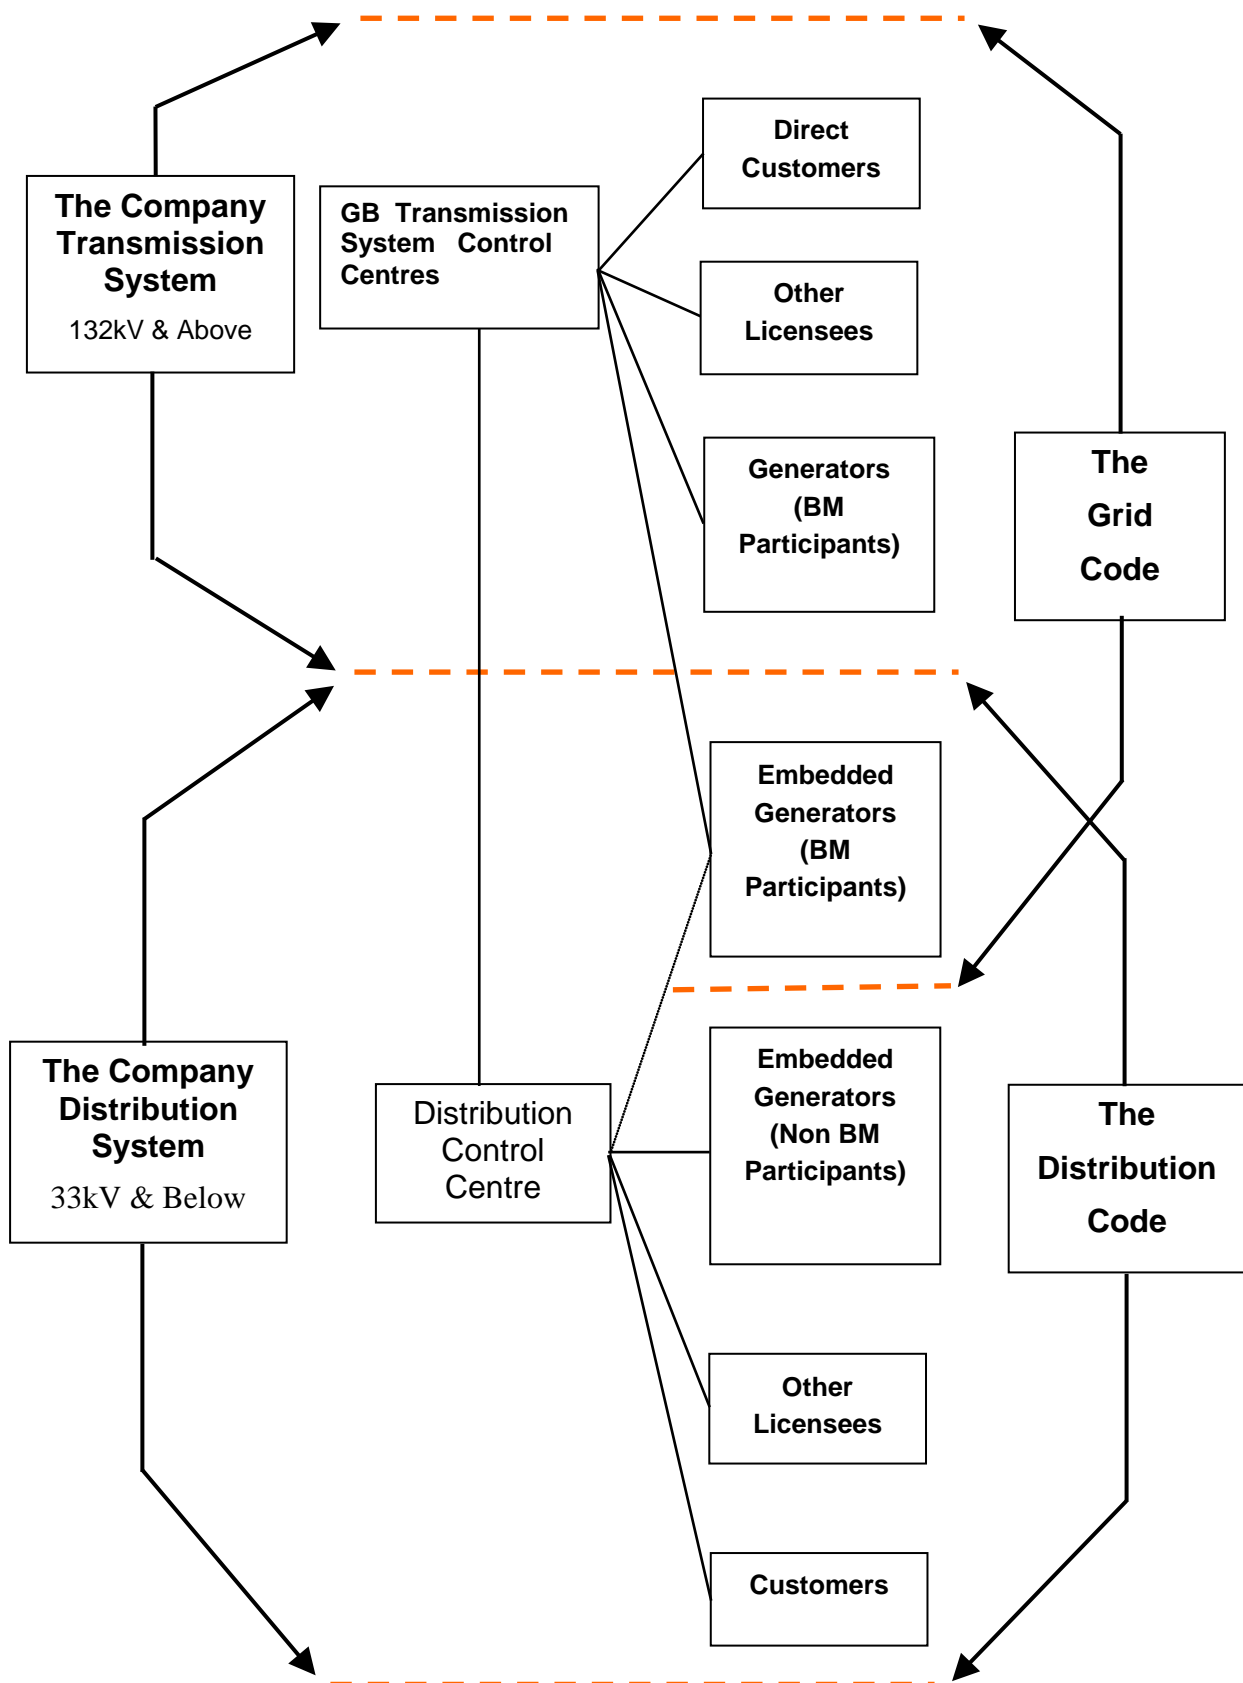 Direct
Customers
The Company
Transmission
System
132kV & Above
GB Transmission
System Control
Centres
Other
Licensees
Generators
(BM
Participants)
The
Grid
Code
Embedded
Generators
(BM
Participants)
The Company
Distribution
System
33kV & Below
Distribution
Control
Centre
Embedded
Generators
(Non BM
Participants)
The
Distribution
Code
Other
Licensees
Customers